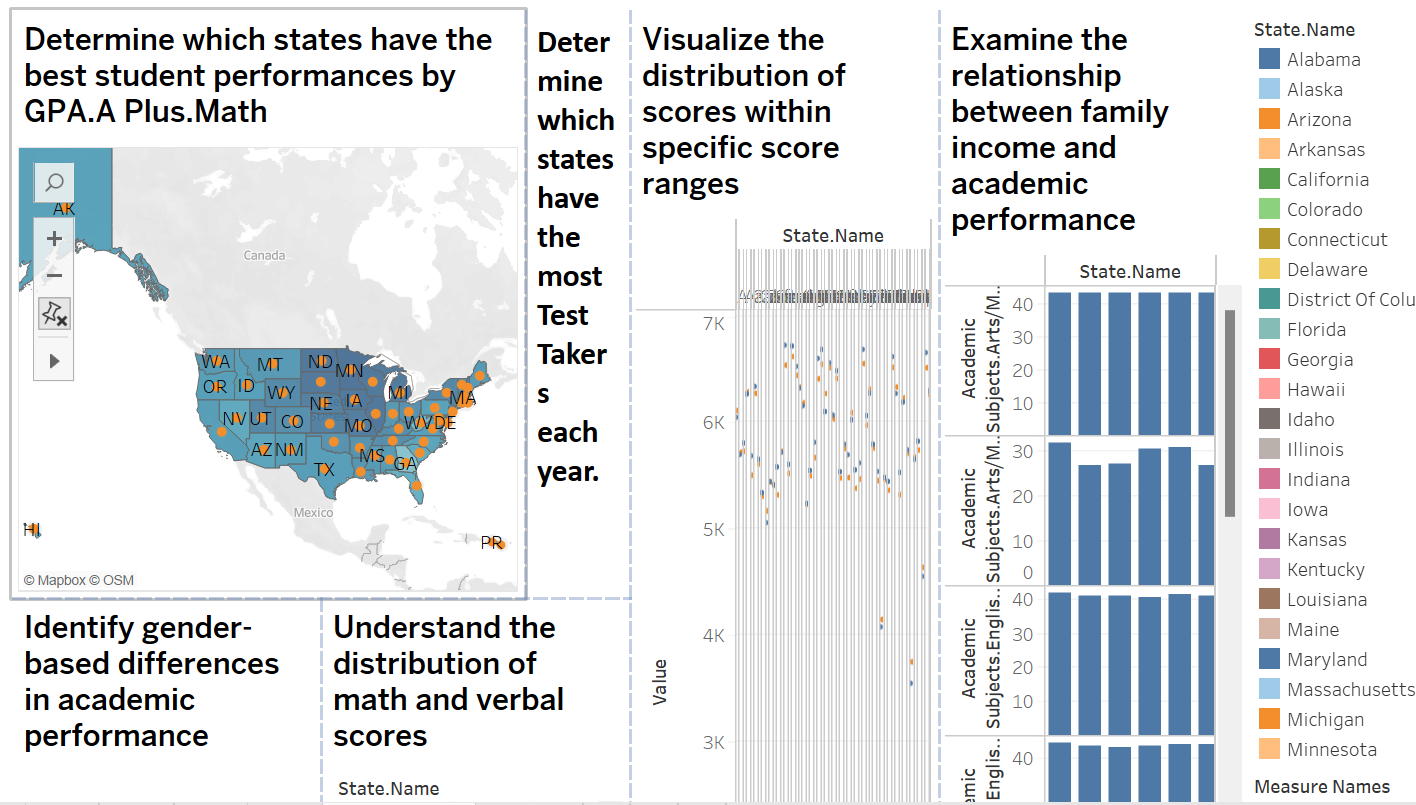 Determine which states have the
best student performances by
GPA.A Plus.Math
AK
Canada
WA
MT
ND
MN
OR
ID
WY
MI
MA
NE
IA
NV
UT
CO
MO
WV
DE
AZ
NM
MS
GA
TX
Mexico
HI
PR
© Mapbox © OSM
Deter
mine
which
states
have
the
most
Test
Taker
s
each
year.
Visualize the
distribution of
scores within
specific score
ranges
State.Name
7K
6K
5K
4K
3K
Value
Examine the
relationship
between family
income and
academic
performance
State.Name
Academic
Subjects.Arts/M..
40
30
20
10
Academic
Subjects.Arts/M..
30
20
10
0
Academic
Subjects.Englis..
40
30
20
10
emic
Englis..
40
Identify gender-
based differences
in academic
performance
Understand the
distribution of
math and verbal
scores
State.Name
State.Name
Alabama
Alaska
Arizona
Arkansas
California
Colorado
Connecticut
Delaware
District Of Colu
Florida
Georgia
Hawaii
Idaho
Illinois
Indiana
Iowa
Kansas
Kentucky
Louisiana
Maine
Maryland
Massachusetts
Michigan
Minnesota
Measure Names